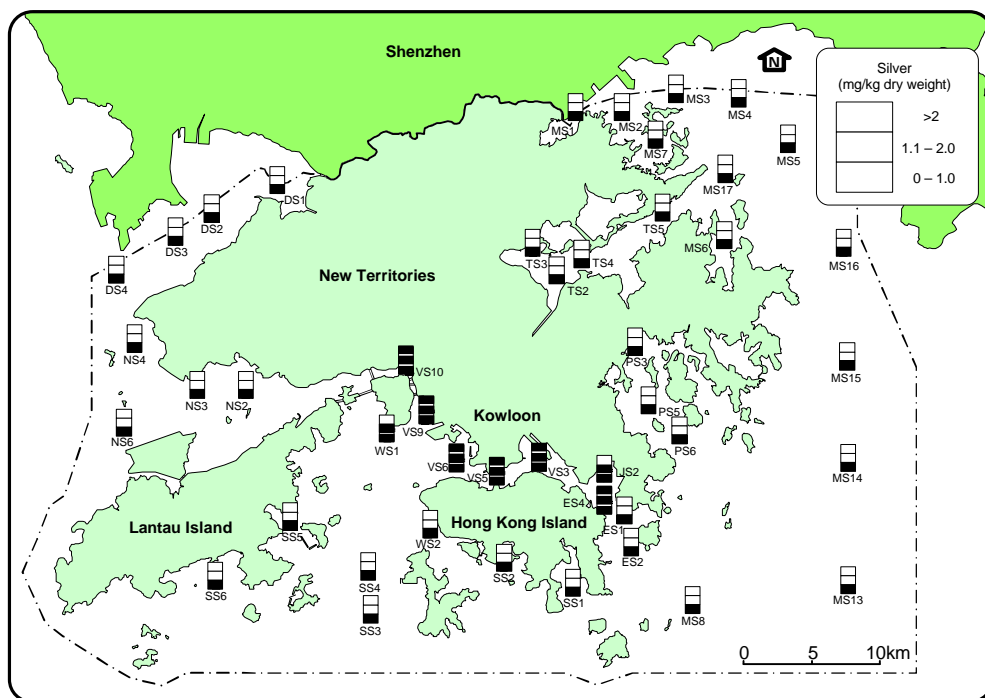 Shenzhen
N
Silver
(mg/kg dry weight)
>2
1.1 – 2.0
0 – 1.0
MS3
MS4
MS1
MS2
MS7
MS5
MS17
DS1
DS2
DS3
DS4
TS5
MS6
TS3
TS4
TS2
MS16
New Territories
NS4
PS3
MS15
VS10
NS3
NS2
PS5
Kowloon
VS9
NS6
WS1
PS6
VS6
VS5
VS3
JS2
MS14
ES4
ES1
Lantau Island
Hong Kong Island
SS5
WS2
ES2
SS2
SS6
SS4
SS1
MS13
SS3
MS8
0 5 10km